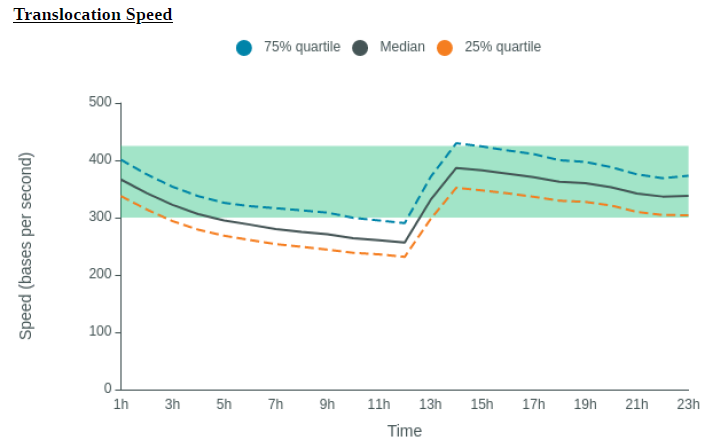 Translocation Speed
75% quartile Median 25% quartile
500
400
300
200
100
0
Speed (bases per second)
1h 3h 5h 7h 9h 11h 13h 15h 17h 19h 21h 23h
Time